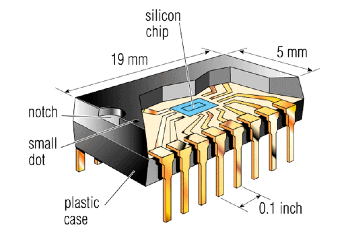 silicon
chip
19 mm
5 mm
notch
small
dot
plastic
case
0.1 inch